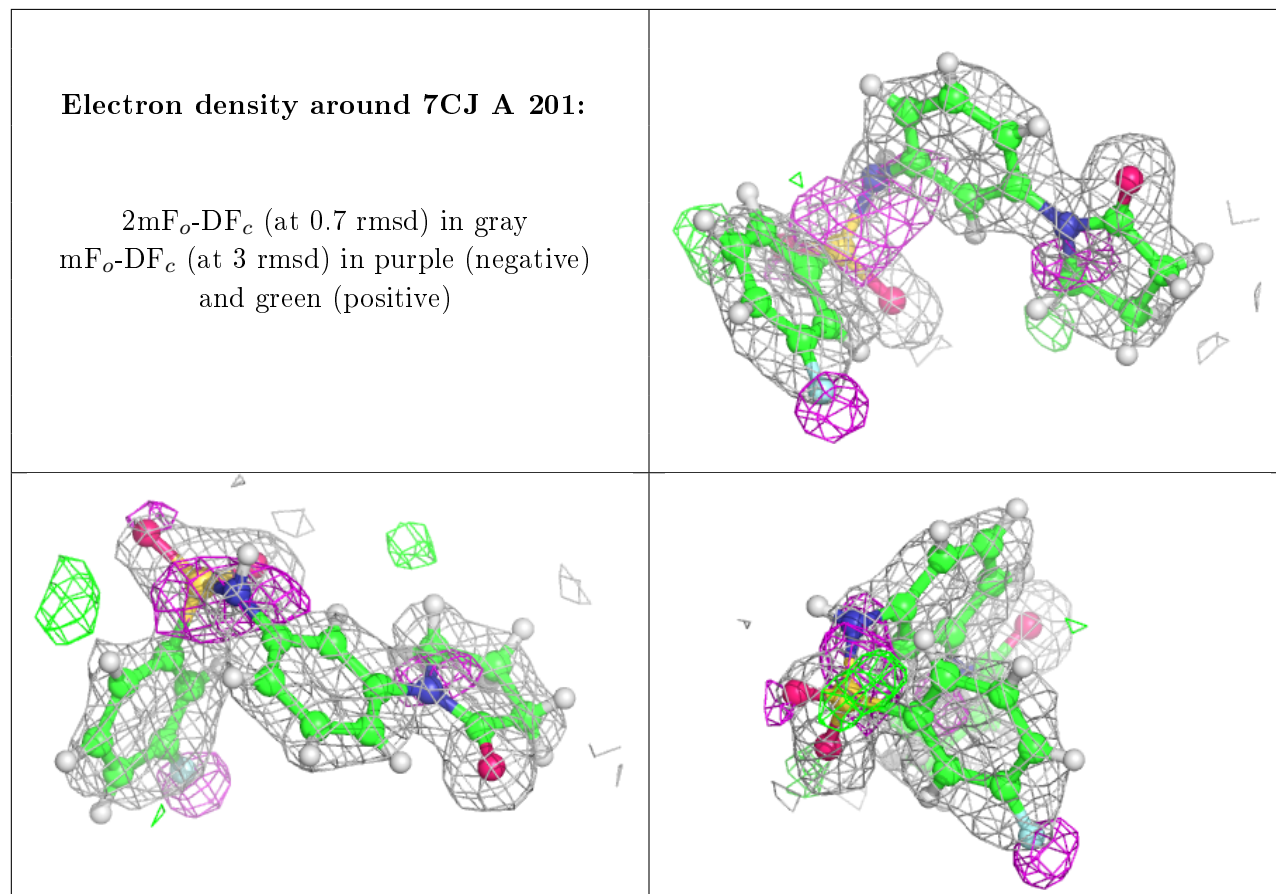 Electron density around 7CJ A 201:
2mFo-DFc (at 0.7 rmsd) in gray
mFo-DFc (at 3 rmsd) in purple (negative)
and green (positive)